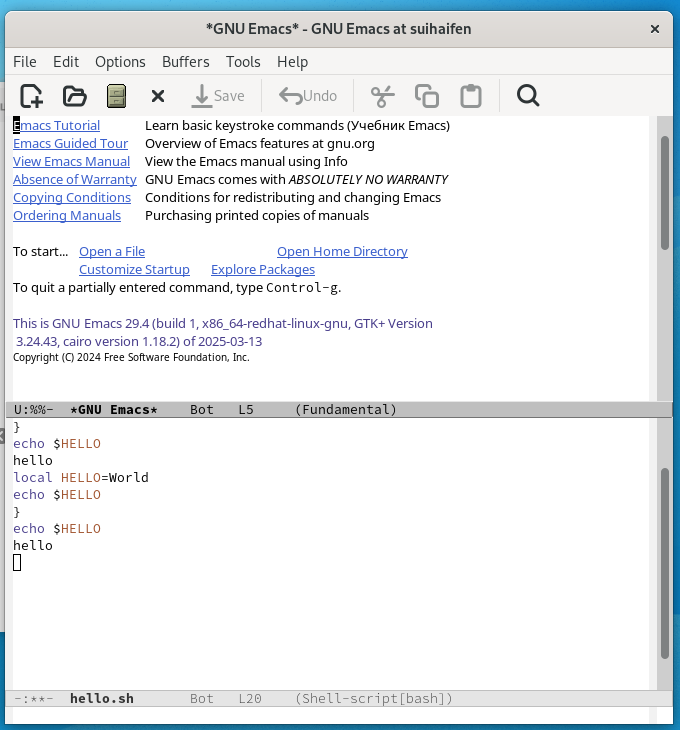 *GNU Emacs* - GNU Emacs at suihaifen
File Edit Options Buffers Tools Help
Save Undo
Emacs Tutorial Learn basic keystroke commands (Учебник Emacs)
Emacs Guided Tour Overview of Emacs features at gnu.org
View Emacs Manual View the Emacs manual using Info
Absence of Warranty GNU Emacs comes with ABSOLUTELY NO WARRANTY
Copying Conditions Conditions for redistributing and changing Emacs
Ordering Manuals Purchasing printed copies of manuals
To start... Open a File Open Home Directory
Customize Startup Explore Packages
To quit a partially entered command, type Control-g.
This is GNU Emacs 29.4 (build 1, x86_64-redhat-linux-gnu, GTK+ Version
3.24.43, cairo version 1.18.2) of 2025-03-13
Copyright (C) 2024 Free Software Foundation, Inc.
U:%%- *GNU Emacs* Bot L5 (Fundamental)
}
echo $HELLO
hello
local HELLO=World
echo $HELLO
}
echo $HELLO
hello
-:**- hello.sh Bot L20 (Shell-script[bash])